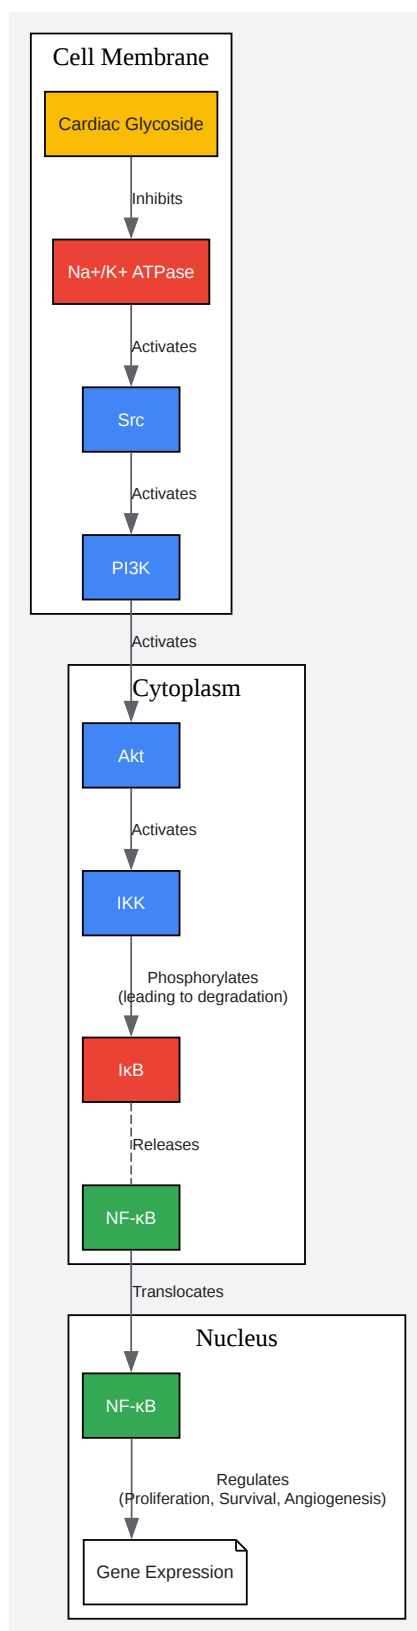 Cell Membrane
Cardiac Glycoside
Inhibits
Na+/K+ ATPase
Activates
Src
Activates
PI3K
Activates
Cytoplasm
Akt
Activates
IKK
Phosphorylates
(leading to degradation)
IκB
Releases
NF-κB
Translocates
Nucleus
NF-κB
Regulates
(Proliferation, Survival, Angiogenesis)
Gene Expression